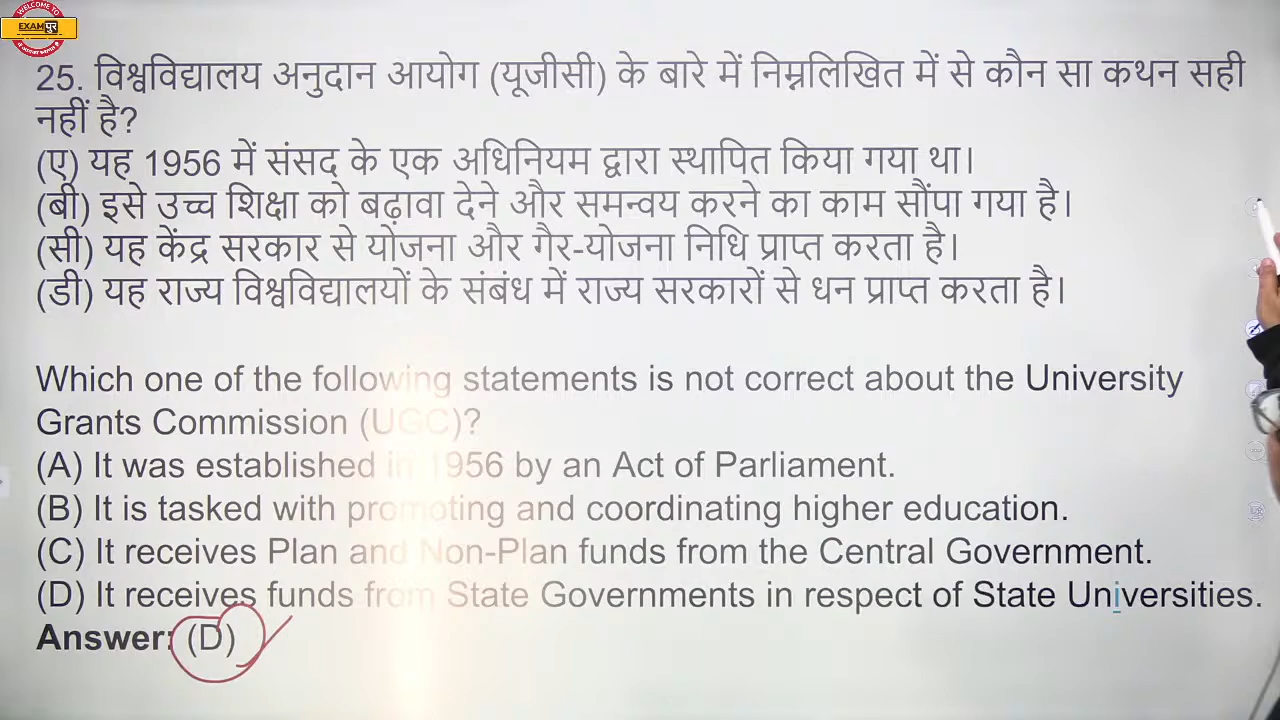 WELCOME TO
EXAMपुर
25. विश्वविद्यालय अनुदान आयोग (यूजीसी) के बारे में निम्नलिखित में से कौन सा कथन सही
नहीं है?
(ए) यह 1956 में संसद के एक अधिनियम द्वारा स्थापित किया गया था।
(बी) इसे उच्च शिक्षा को बढ़ावा देने और समन्वय करने का काम सौंपा गया है।
(सी) यह केंद्र सरकार से योजना और गैर-योजना निधि प्राप्त करता है।
(डी) यह राज्य विश्वविद्यालयों के संबंध में राज्य सरकारों से धन प्राप्त करता है।
Which one of the following statements is not correct about the University
Grants Commission (UGC)?
(A) It was established in 1956 by an Act of Parliament.
(B) It is tasked with promoting and coordinating higher education.
(C) It receives Plan and Non-Plan funds from the Central Government.
(D) It receives funds from State Governments in respect of State Universities.
Answer: (D)